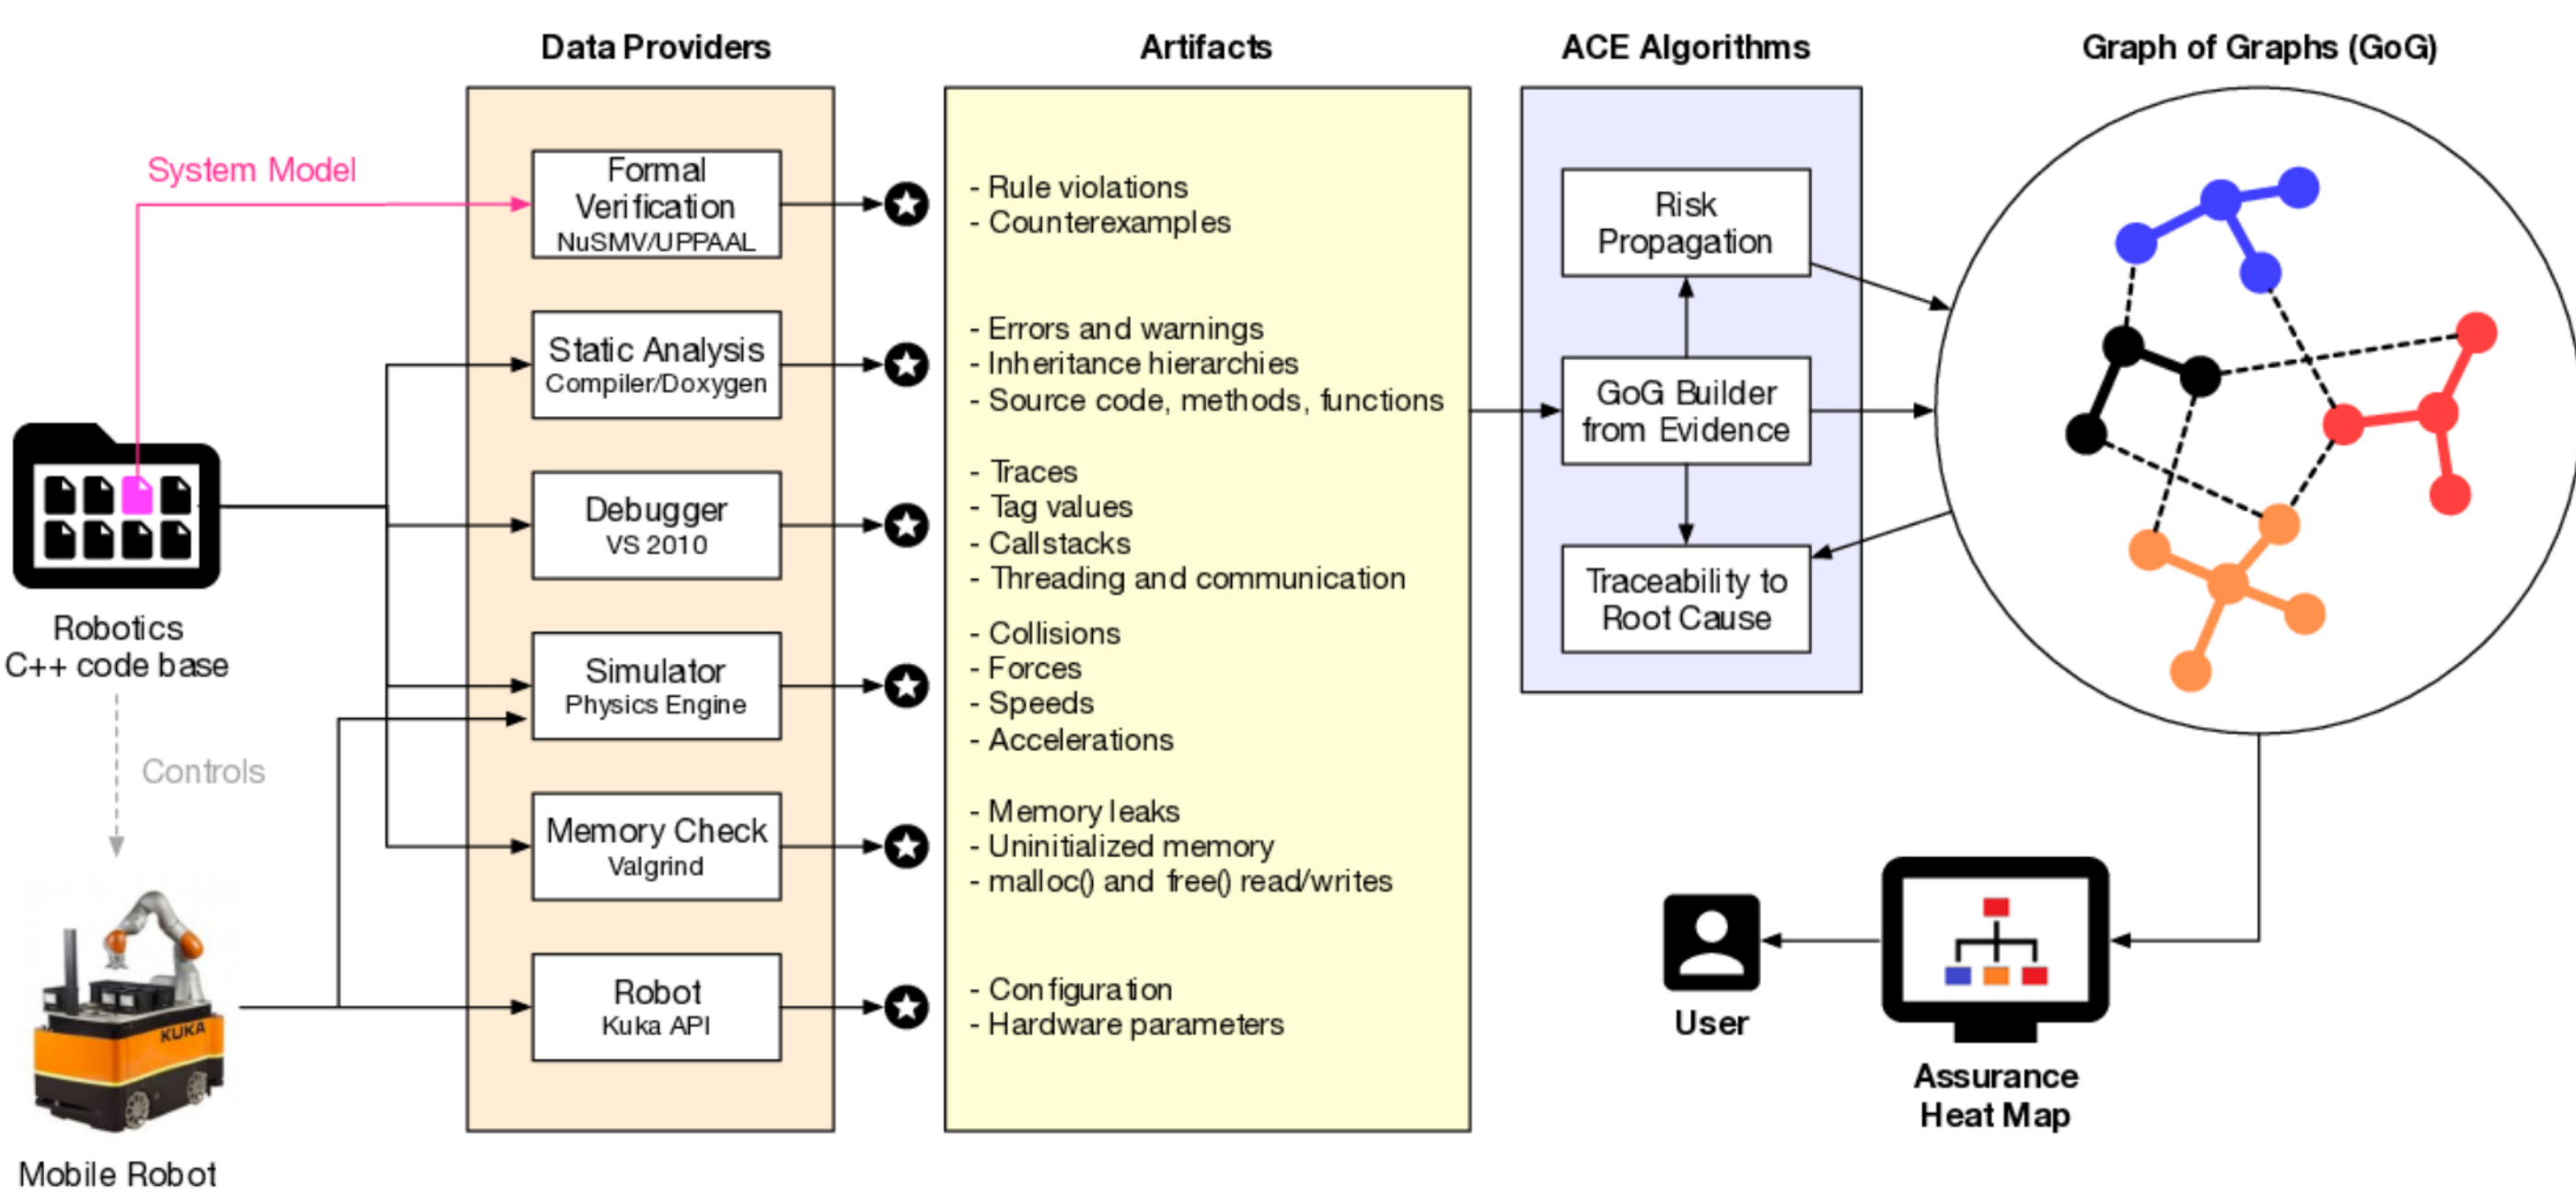 Data Providers
Artifacts
ACE Algorithms
Graph of Graphs (GoG)
System Model
Formal
Verification
NuSMV/UPPAAL
- Rule violations
- Counterexamples
Risk
Propagation
Static Analysis
Compiler/Doxygen
- Errors and warnings
- Inheritance hierarchies
- Source code, methods, functions
GoG Builder
from Evidence
Debugger
VS 2010
- Traces
- Tag values
- Callstacks
- Threading and communication
Traceability to
Root Cause
Robotics
C++ code base
Simulator
Physics Engine
- Collisions
- Forces
- Speeds
- Accelerations
Controls
Memory Check
Valgrind
- Memory leaks
- Uninitialized memory
- malloc() and free() read/writes
KUKA
Robot
Kuka API
- Configuration
- Hardware parameters
User
Assurance
Heat Map
Mobile Robot